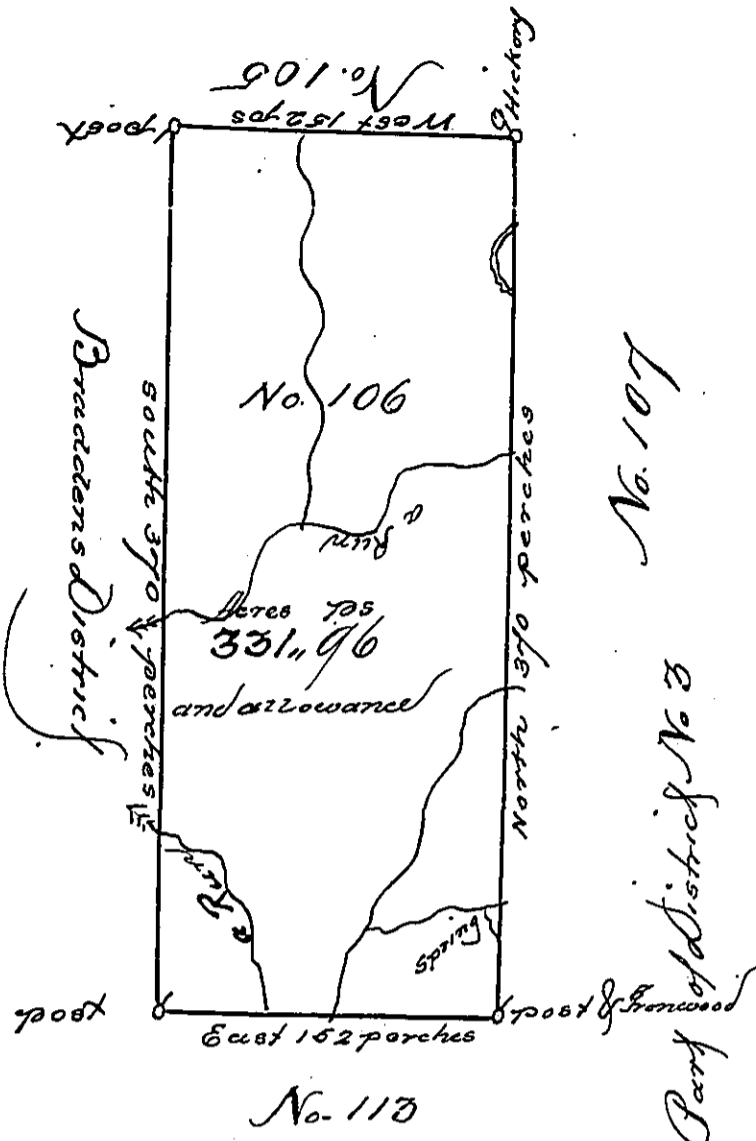 No. 105
West 152 ps
post
Hickory
No. 106
No. 107
Braddens District
South 370 perches
North 370 perches
a Run
Acres ps
331,, 96
and allowance
a Run
Spring
Part of District No 3
post
post & Ironwood
East 152 perches
No. 113